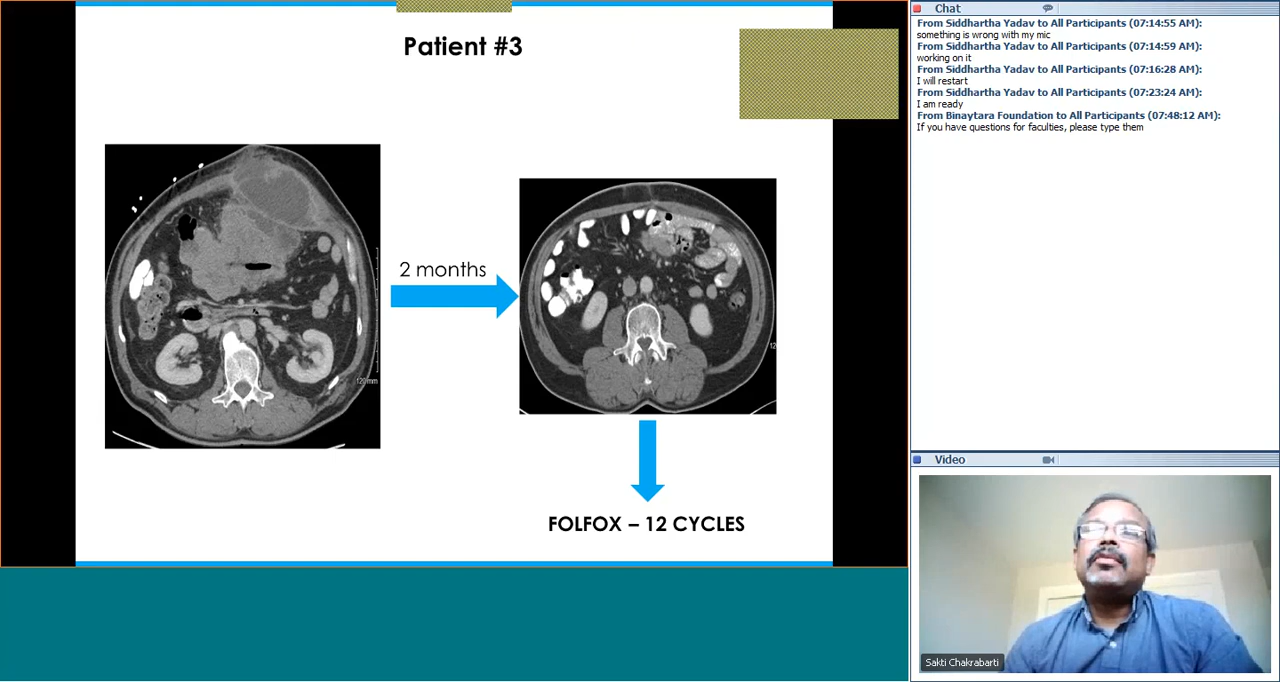 Patient #3
2 months
120mm
12
FOLFOX – 12 CYCLES
Chat
From Siddhartha Yadav to All Participants (07:14:55 AM):
something is wrong with my mic
From Siddhartha Yadav to All Participants (07:14:59 AM):
working on it
From Siddhartha Yadav to All Participants (07:16:28 AM):
I will restart
From Siddhartha Yadav to All Participants (07:23:24 AM):
I am ready
From Binaytara Foundation to All Participants (07:48:12 AM):
If you have questions for faculties, please type them
Video
Sakti Chakrabarti